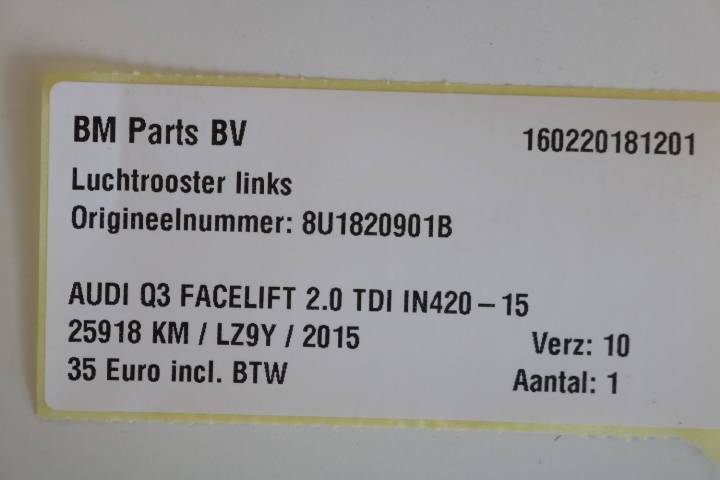 BM Parts BV 160220181201
Luchtrooster links
Origineelnummer: 8U1820901B
AUDI Q3 FACELIFT 2.0 TDI IN420-15
25918 KM / LZ9Y / 2015 Verz: 10
35 Euro incl. BTW Aantal: 1